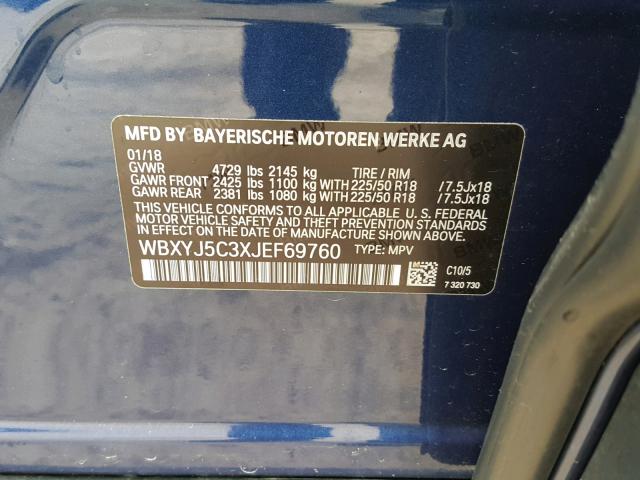 MFD BY BAYERISCHE MOTOREN WERKE AG
01/18
GVWR 4729 lbs 2145 kg TIRE / RIM
GAWR FRONT 2425 lbs 1100 kg WITH 225/50 R18 /7.5Jx18
GAWR REAR 2381 lbs 1080 kg WITH 225/50 R18 /7.5Jx18
THIS VEHICLE CONFORMS TO ALL APPLICABLE U. S. FEDERAL
MOTOR VEHICLE SAFETY AND THEFT PREVENTION STANDARDS
IN EFFECT ON THE DATE OF MANUFACTURE SHOWN ABOVE.
WBXYJ5C3XJEF69760 TYPE: MPV
C10/5
7 320 730